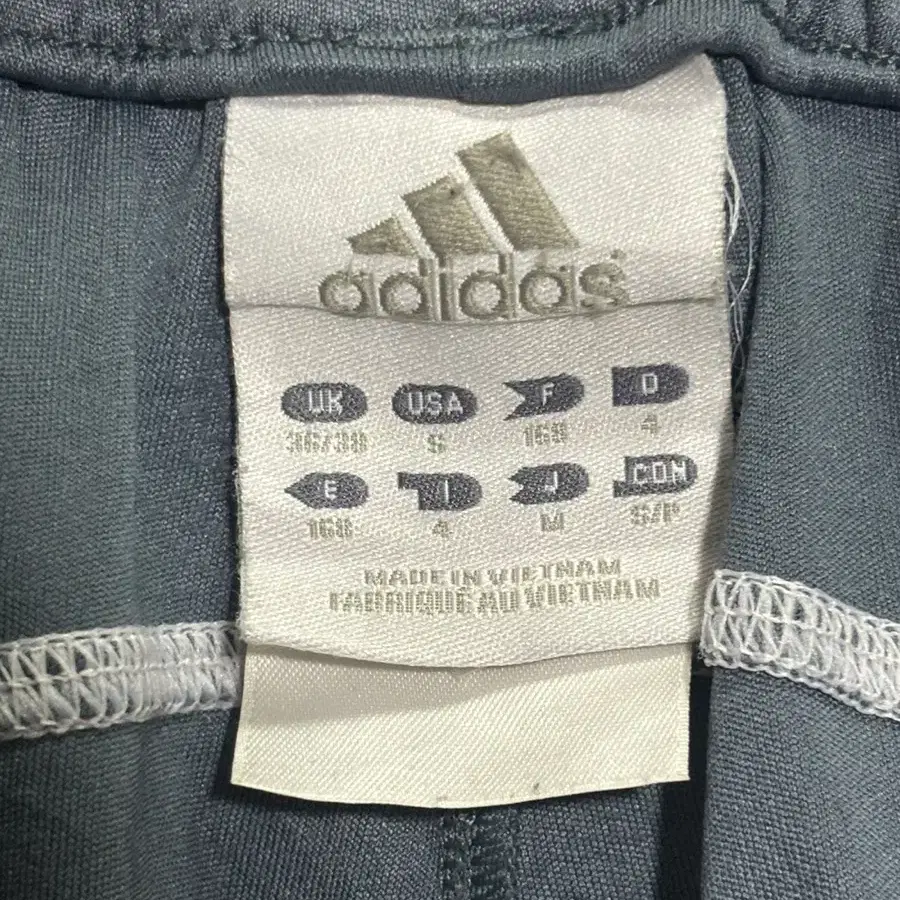 adidas
UK USA F D
36/38 S 168 4
E I J CDN
168 4 M S/P
MADE IN VIETNAM
FABRIQUÉ AU VIETNAM